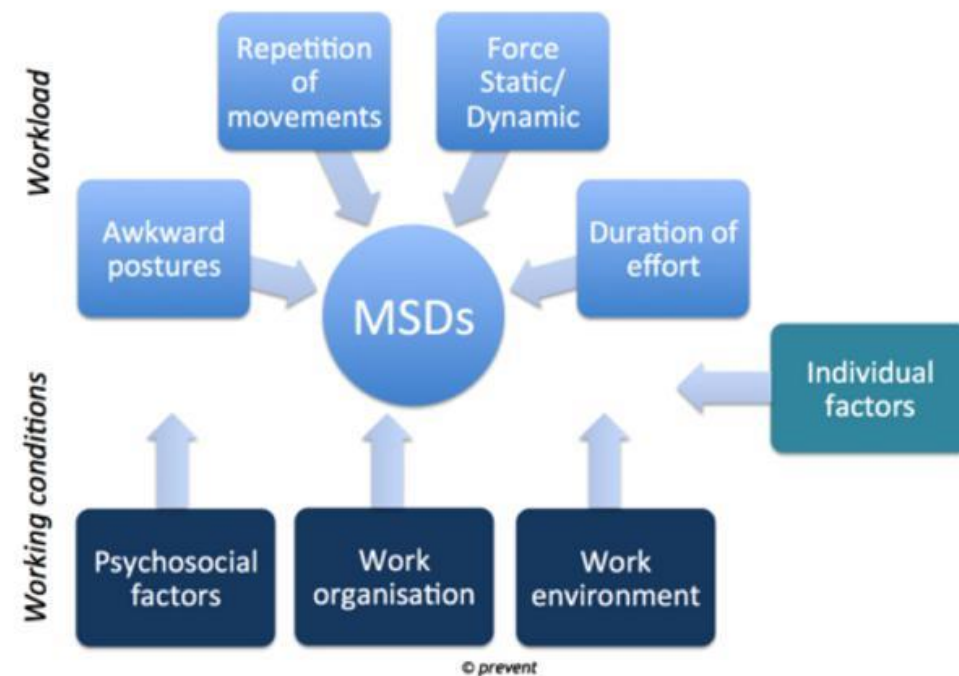 Workload
Repetition
of
movements
Force
Static/
Dynamic
Awkward
postures
Duration of
effort
MSDs
Individual
factors
Working conditions
Psychosocial
factors
Work
organisation
Work
environment
© prevent